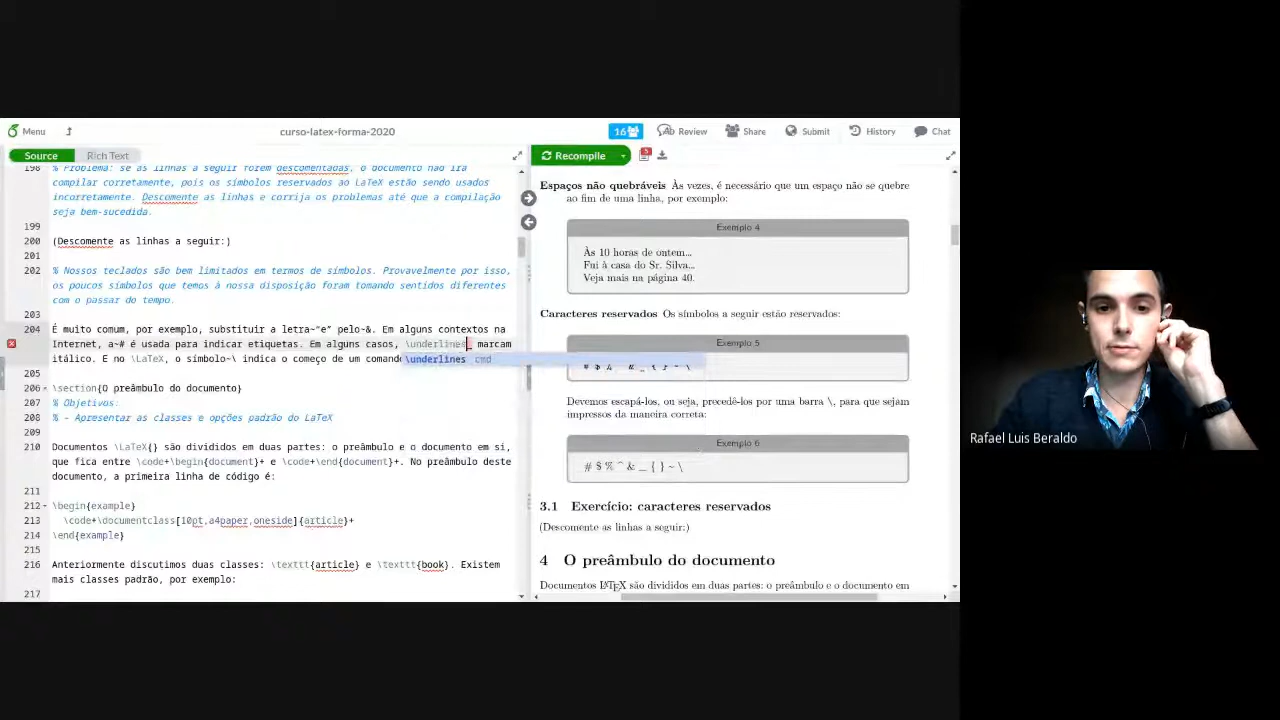 Menu
curso-latex-forma-2020
16
Review
Share
Submit
History
Chat
Source
Rich Text
Recompile
5
198 % Problema: se as linhas a seguir forem descomentadas, o documento não irá
compilar corretamente, pois os símbolos reservados ao LaTeX estão sendo usados
incorretamente. Descomente as linhas e corrija os problemas até que a compilação
seja bem-sucedida.
199
200 (Descomente as linhas a seguir:)
201
202 % Nossos teclados são bem limitados em termos de símbolos. Provavelmente por isso,
os poucos símbolos que temos à nossa disposição foram tomando sentidos diferentes
com o passar do tempo.
203
204 É muito comum, por exemplo, substituir a letra~"e" pelo~&. Em alguns contextos na
Internet, a~# é usada para indicar etiquetas. Em alguns casos, \underlines_ marcam
itálico. E no \LaTeX, o símbolo~\ indica o começo de um comando
\underlines cmd
205
206 \section{O preâmbulo do documento}
207 % Objetivos:
208 % - Apresentar as classes e opções padrão do LaTeX
209
210 Documentos \LaTeX{} são divididos em duas partes: o preâmbulo e o documento em si,
que fica entre \code+\begin{document}+ e \code+\end{document}+. No preâmbulo deste
documento, a primeira linha de código é:
211
212 \begin{example}
213 \code+\documentclass[10pt,a4paper,oneside]{article}+
214 \end{example}
215
216 Anteriormente discutimos duas classes: \texttt{article} e \texttt{book}. Existem
mais classes padrão, por exemplo:
217
Espaços não quebráveis Às vezes, é necessário que um espaço não se quebre
ao fim de uma linha, por exemplo:
Exemplo 4
Às 10 horas de ontem...
Fui à casa do Sr. Silva...
Veja mais na página 40.
Caracteres reservados Os símbolos a seguir estão reservados:
Exemplo 5
Devemos escapá-los, ou seja, precedê-los por uma barra \, para que sejam
impressos da maneira correta:
Exemplo 6
# $ % ^ & _ { } ~ \
3.1 Exercício: caracteres reservados
(Descomente as linhas a seguir:)
4 O preâmbulo do documento
Documentos LATEX são divididos em duas partes: o preâmbulo e o documento em
Rafael Luis Beraldo